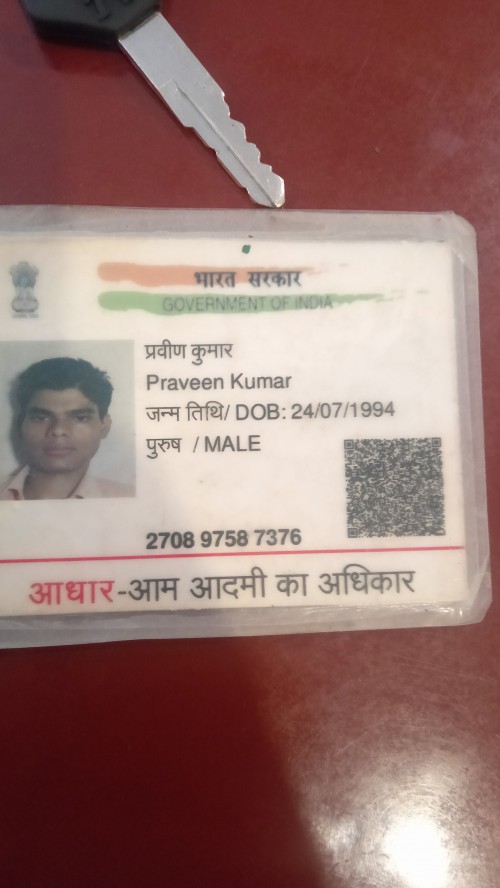 भारत सरकार
GOVERNMENT OF INDIA
प्रवीण कुमार
Praveen Kumar
जन्म तिथि/ DOB: 24/07/1994
पुरुष / MALE
2708 9758 7376
आधार-आम आदमी का अधिकार